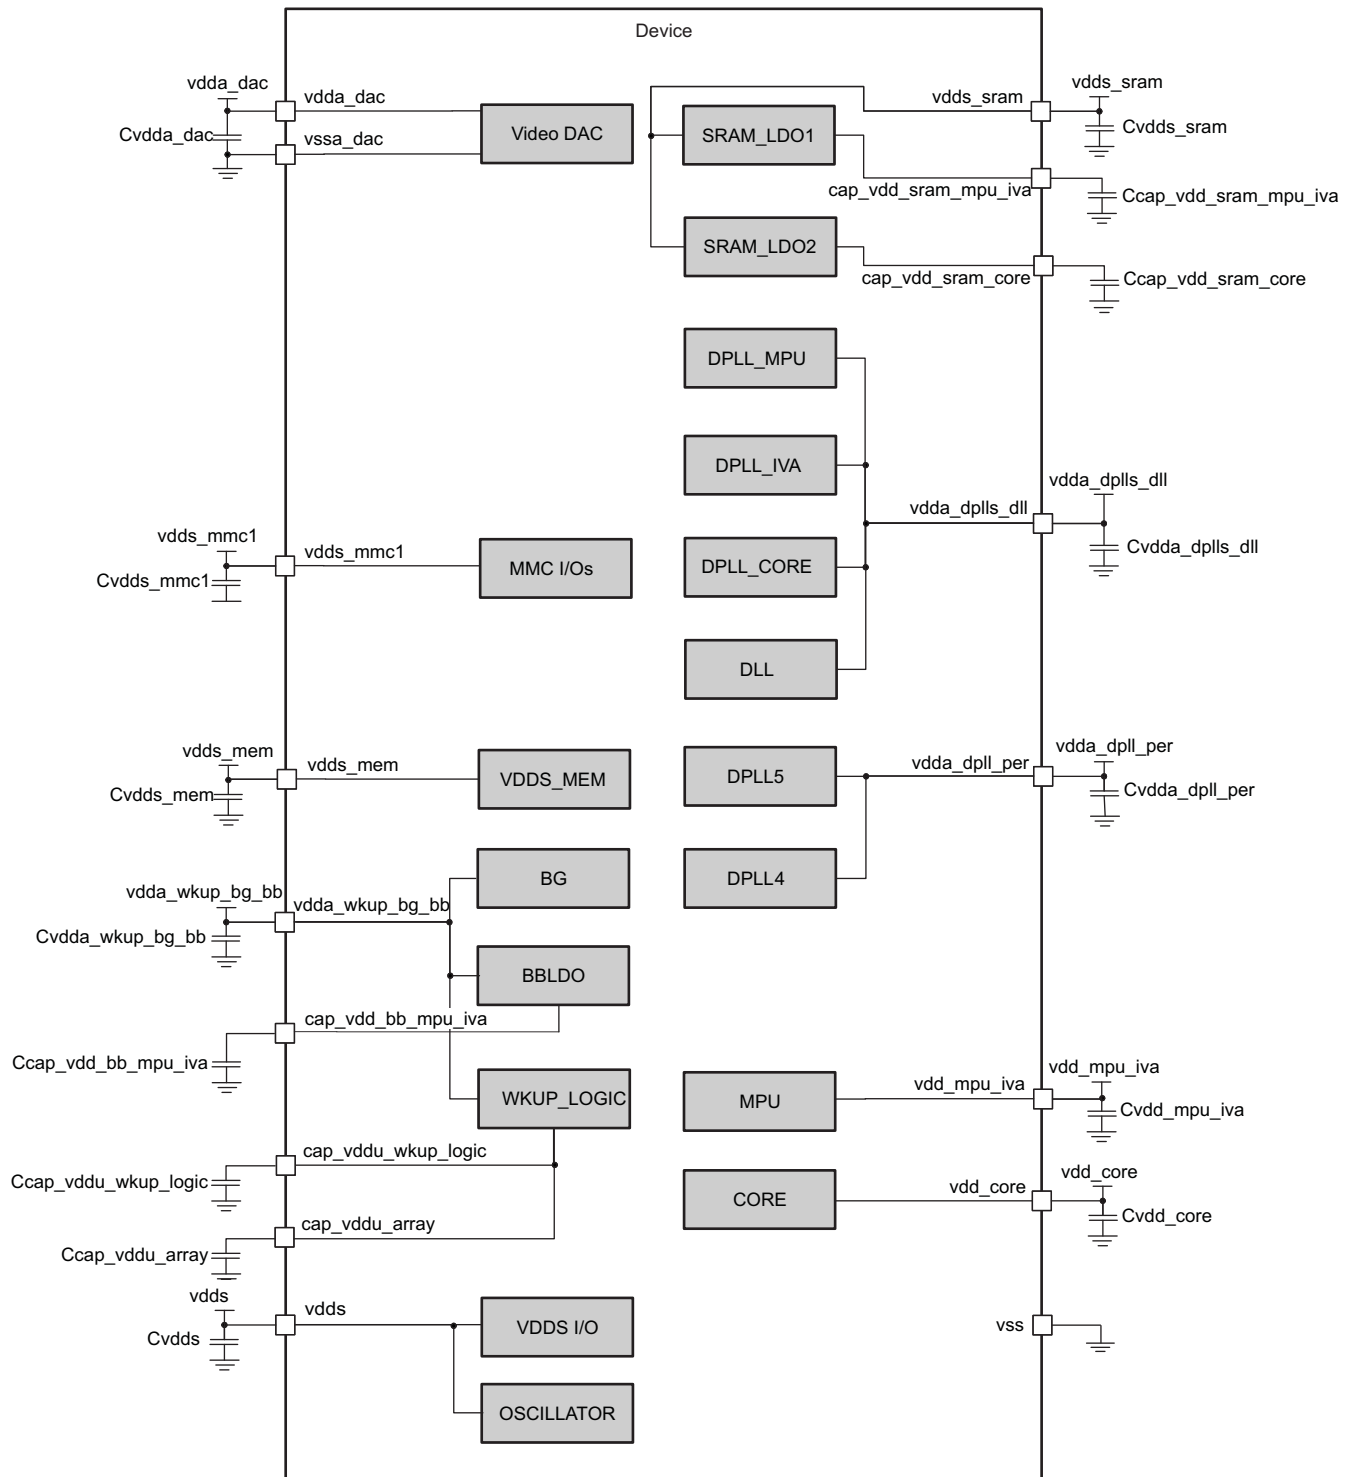 Device
vdda_dac
vdda_dac
Cvdda_dac
vssa_dac
Video DAC
vdds_sram
vdds_sram
Cvdds_sram
SRAM_LDO1
cap_vdd_sram_mpu_iva
Ccap_vdd_sram_mpu_iva
SRAM_LDO2
cap_vdd_sram_core
Ccap_vdd_sram_core
DPLL_MPU
DPLL_IVA
vdda_dplls_dll
vdda_dplls_dll
Cvdda_dplls_dll
vdds_mmc1
vdds_mmc1
Cvdds_mmc1
MMC I/Os
DPLL_CORE
DLL
vdds_mem
vdds_mem
Cvdds_mem
VDDS_MEM
DPLL5
vdda_dpll_per
vdda_dpll_per
Cvdda_dpll_per
BG
DPLL4
vdda_wkup_bg_bb
vdda_wkup_bg_bb
Cvdda_wkup_bg_bb
BBLDO
cap_vdd_bb_mpu_iva
Ccap_vdd_bb_mpu_iva
WKUP_LOGIC
MPU
vdd_mpu_iva
vdd_mpu_iva
Cvdd_mpu_iva
cap_vddu_wkup_logic
Ccap_vddu_wkup_logic
CORE
vdd_core
vdd_core
Cvdd_core
cap_vddu_array
Ccap_vddu_array
vdds
vdds
Cvdds
VDDS I/O
vss
OSCILLATOR